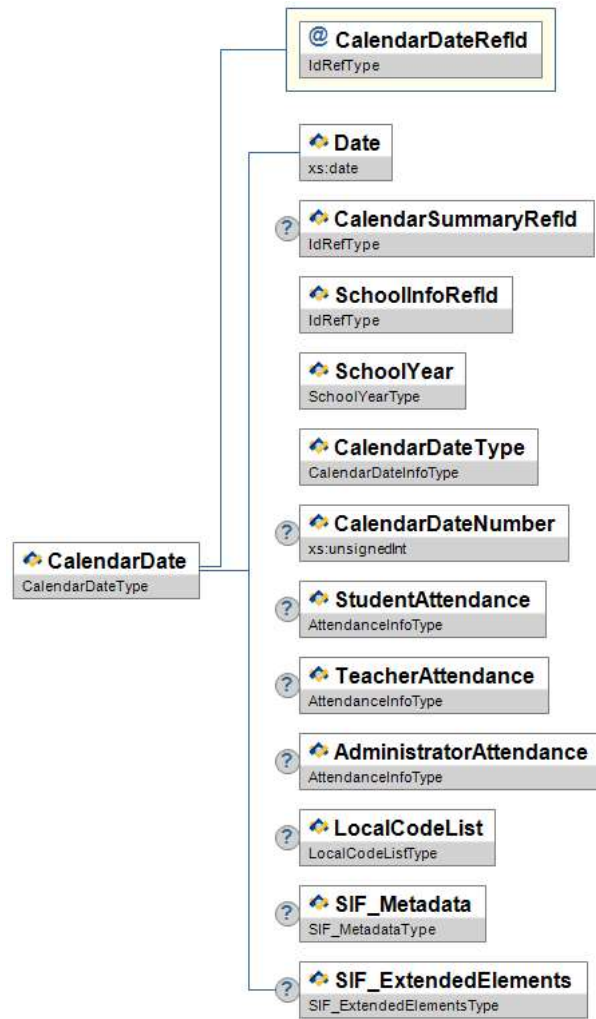 @ CalendarDateRefId
IdRefType
Date
xs:date
? CalendarSummaryRefId
IdRefType
SchoolInfoRefId
IdRefType
SchoolYear
SchoolYearType
CalendarDateType
CalendarDateInfoType
? CalendarDateNumber
xs:unsignedInt
CalendarDate
CalendarDateType
? StudentAttendance
AttendanceInfoType
? TeacherAttendance
AttendanceInfoType
? AdministratorAttendance
AttendanceInfoType
? LocalCodeList
LocalCodeListType
? SIF_Metadata
SIF_MetadataType
? SIF_ExtendedElements
SIF_ExtendedElementsType